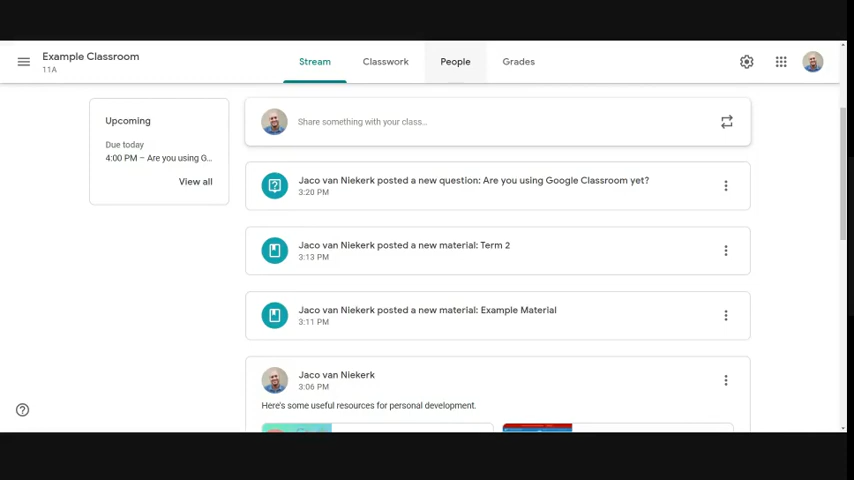 Example Classroom
11A
Stream
Classwork
People
Grades
Upcoming
Due today
4:00 PM – Are you using G...
View all
Share something with your class...
Jaco van Niekerk posted a new question: Are you using Google Classroom yet?
3:20 PM
Jaco van Niekerk posted a new material: Term 2
3:13 PM
Jaco van Niekerk posted a new material: Example Material
3:11 PM
Jaco van Niekerk
3:06 PM
Here's some useful resources for personal development.